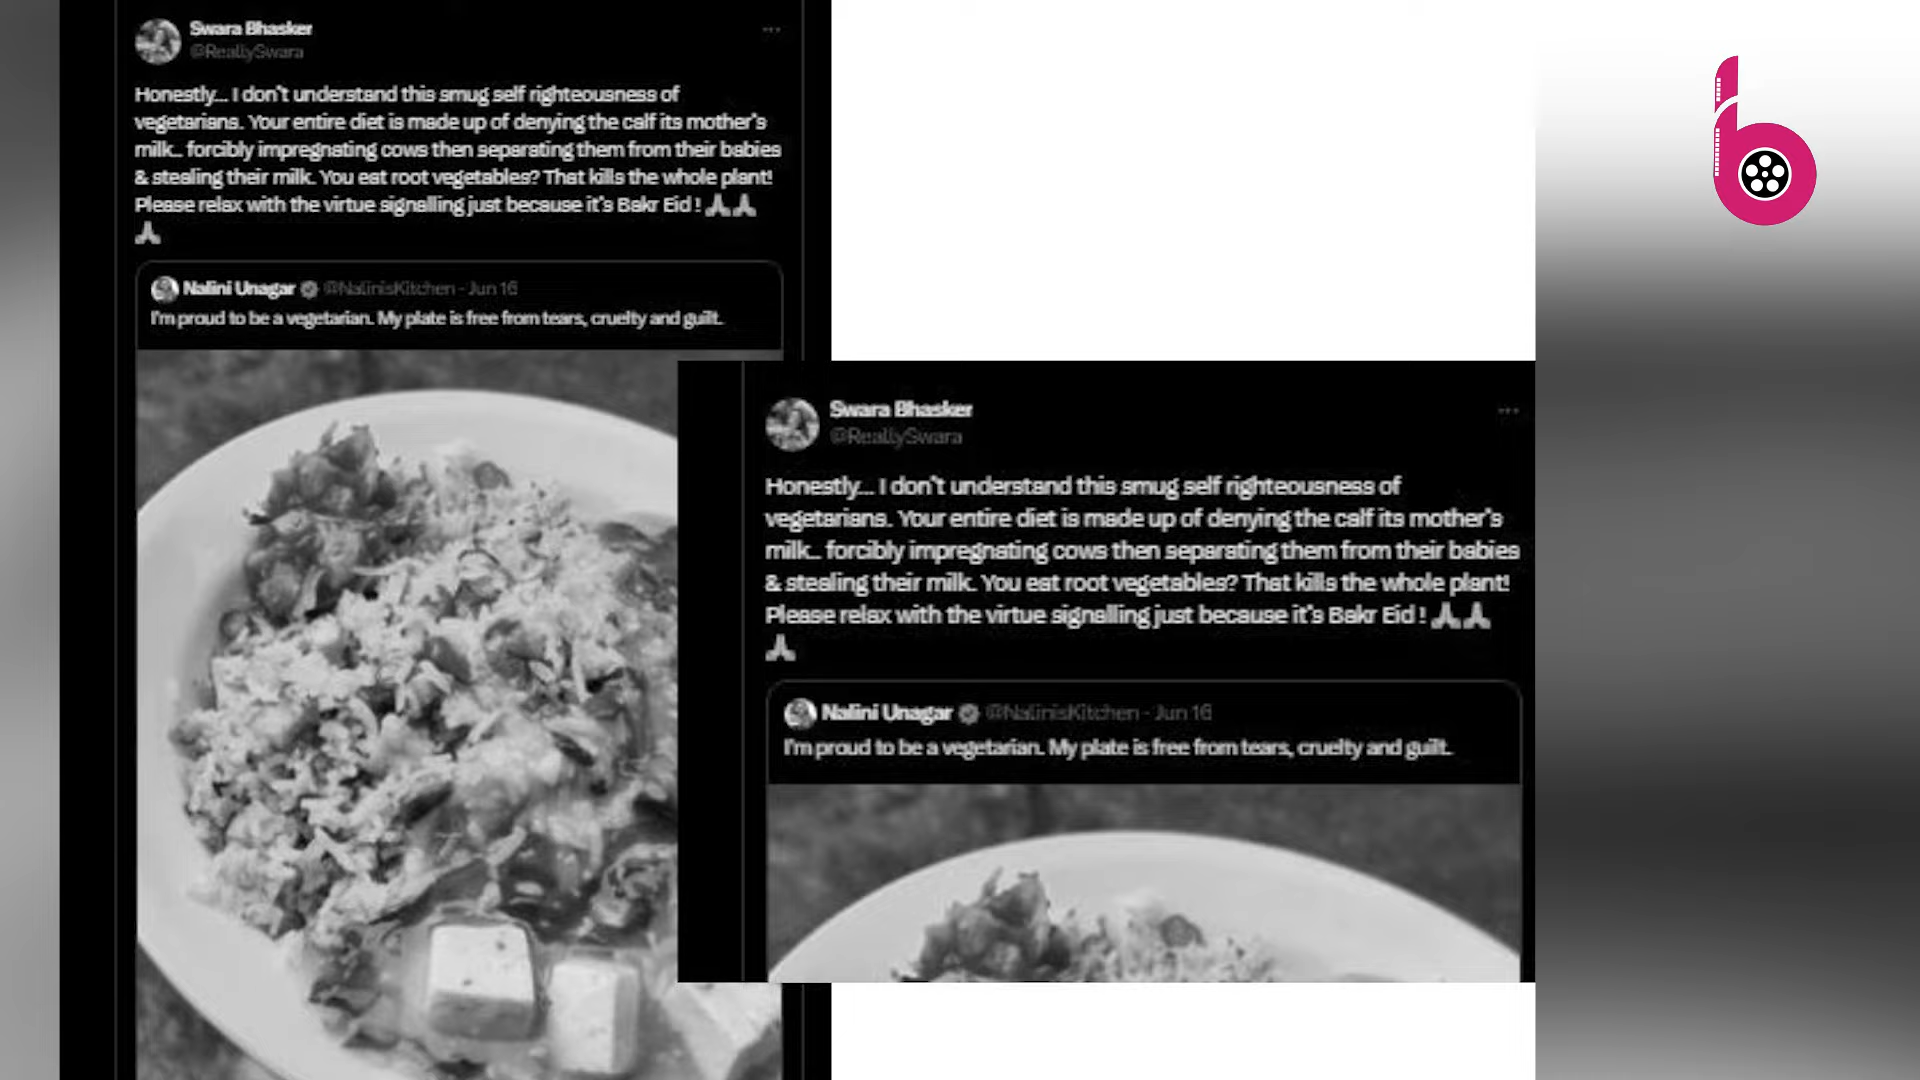 Swara Bhasker
@ReallySwara
Honestly... I don't understand this smug self righteousness of
vegetarians. Your entire diet is made up of denying the calf its mother's
milk.. forcibly impregnating cows then separating them from their babies
& stealing their milk. You eat root vegetables? That kills the whole plant!
Please relax with the virtue signalling just because it's Bakr Eid ! 🙏🙏
🙏
Nalini Unagar @NalinisKitchen - Jun 16
I'm proud to be a vegetarian. My plate is free from tears, cruelty and guilt.
Swara Bhasker
@ReallySwara
Honestly... I don't understand this smug self righteousness of
vegetarians. Your entire diet is made up of denying the calf its mother's
milk.. forcibly impregnating cows then separating them from their babies
& stealing their milk. You eat root vegetables? That kills the whole plant!
Please relax with the virtue signalling just because it's Bakr Eid ! 🙏🙏
🙏
Nalini Unagar @NalinisKitchen - Jun 16
I'm proud to be a vegetarian. My plate is free from tears, cruelty and guilt.
b